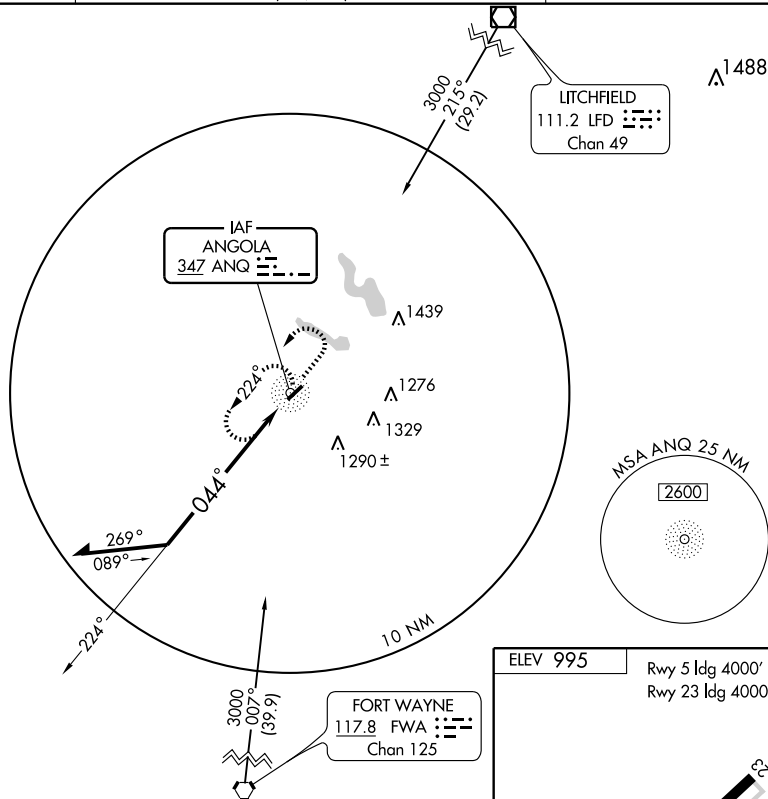 1488
LITCHFIELD
111.2 LFD
Chan 49
3000
215°
(29.2)
IAF
ANGOLA
347 ANQ
1439
1276
1329
1290 ±
224°
044°
269°
089°
224°
10 NM
MSA ANQ 25 NM
2600
3000
007°
(39.9)
FORT WAYNE
117.8 FWA
Chan 125
ELEV 995
Rwy 5 ldg 4000'
Rwy 23 ldg 4000
23